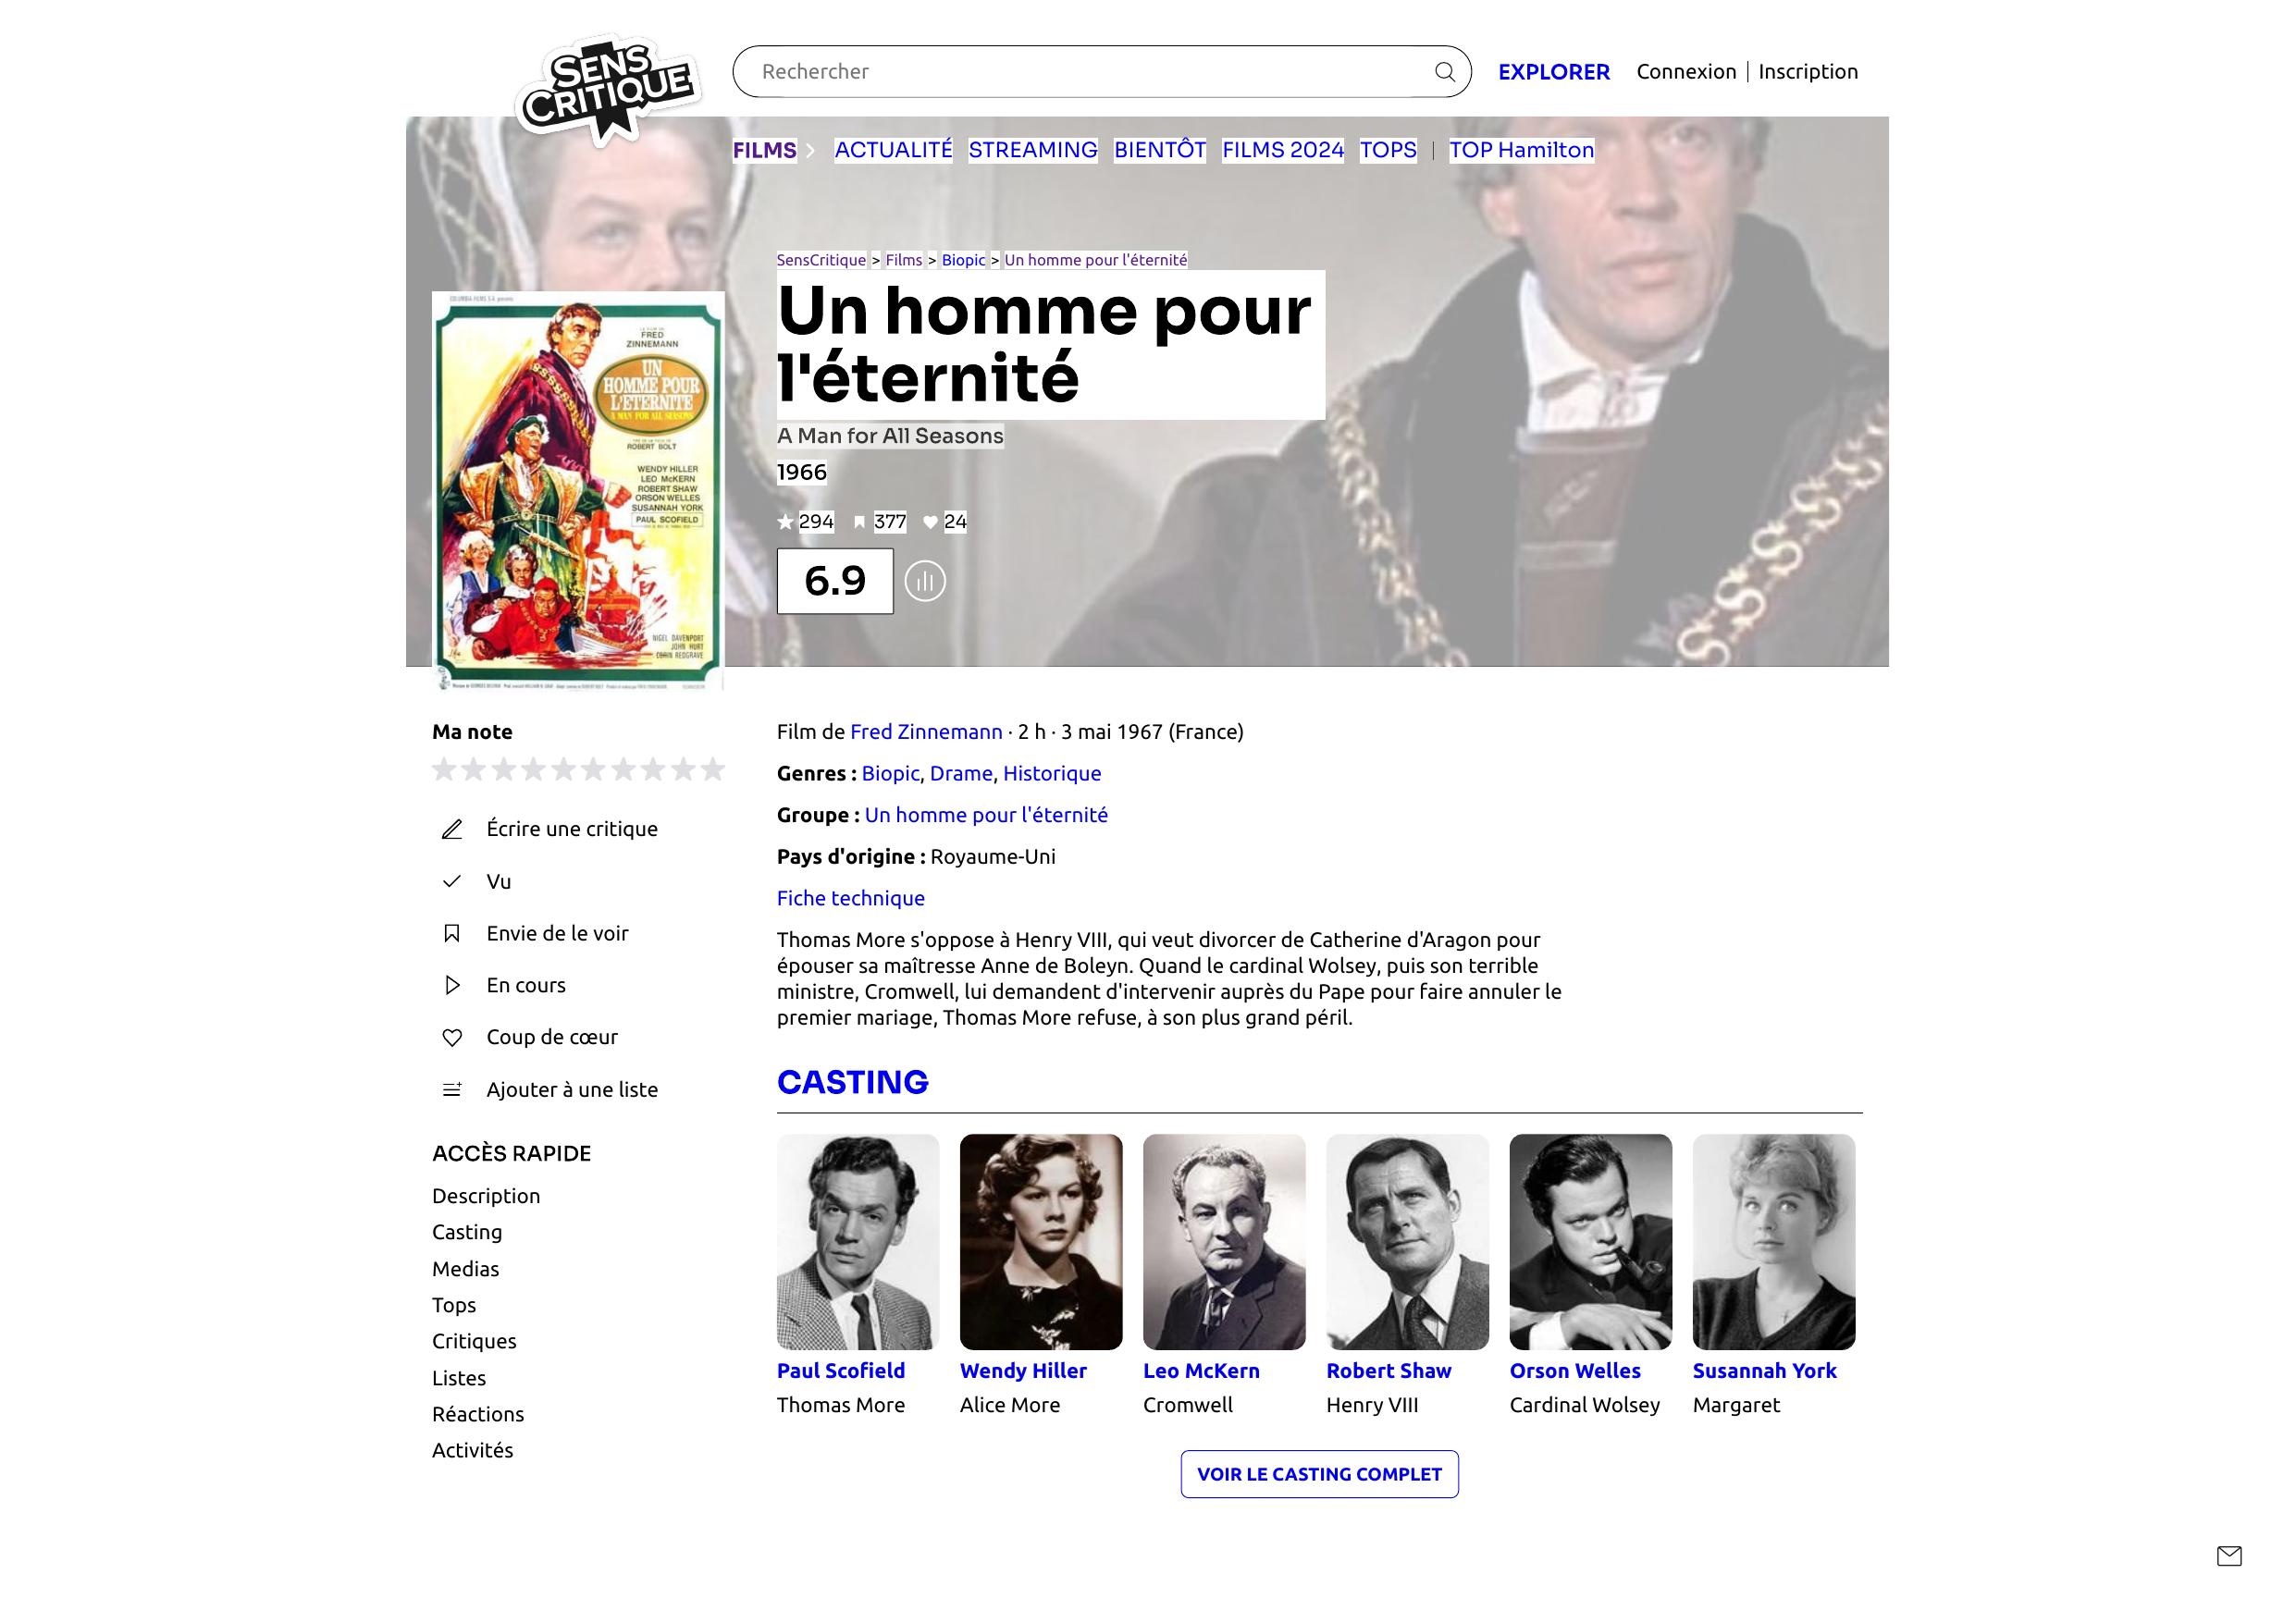 SENS
CRITIQUE
Rechercher
EXPLORER
Connexion | Inscription
FILMS
ACTUALITÉ
STREAMING
BIENTÔT
FILMS 2024
TOPS
|
TOP Hamilton
SensCritique > Films > Biopic > Un homme pour l'éternité
Un homme pour
l'éternité
A Man for All Seasons
1966
294
377
24
6.9
FRED
ZINNEMANN
UN
HOMME POUR
L'ETERNITE
A MAN FOR ALL SEASONS
ROBERT BOLT
WENDY HILLER
LEO McKERN
ROBERT SHAW
ORSON WELLES
SUSANNAH YORK
PAUL SCOFIELD
NIGEL DAVENPORT
JOHN HURT
CORIN REDGRAVE
Ma note
Écrire une critique
Vu
Envie de le voir
En cours
Coup de cœur
Ajouter à une liste
ACCÈS RAPIDE
Description
Casting
Medias
Tops
Critiques
Listes
Réactions
Activités
Film de Fred Zinnemann · 2 h · 3 mai 1967 (France)
Genres : Biopic, Drame, Historique
Groupe : Un homme pour l'éternité
Pays d'origine : Royaume-Uni
Fiche technique
Thomas More s'oppose à Henry VIII, qui veut divorcer de Catherine d'Aragon pour
épouser sa maîtresse Anne de Boleyn. Quand le cardinal Wolsey, puis son terrible
ministre, Cromwell, lui demandent d'intervenir auprès du Pape pour faire annuler le
premier mariage, Thomas More refuse, à son plus grand péril.
CASTING
Paul Scofield
Thomas More
Wendy Hiller
Alice More
Leo McKern
Cromwell
Robert Shaw
Henry VIII
Orson Welles
Cardinal Wolsey
Susannah York
Margaret
VOIR LE CASTING COMPLET